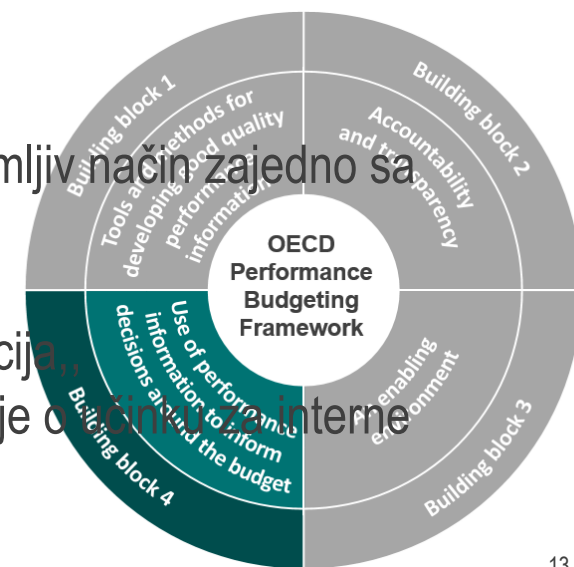 Building block 1
Tools and methods for
developing good quality
performance
information
Building block 2
Accountability
and transparency
mljiv način zajedno sa
OECD
Performance
Budgeting
Framework
cija,,
je o učinku za interne
Use of performance
information to inform
decisions and the budget
Building block 4
An enabling
environment
Building block 3
13